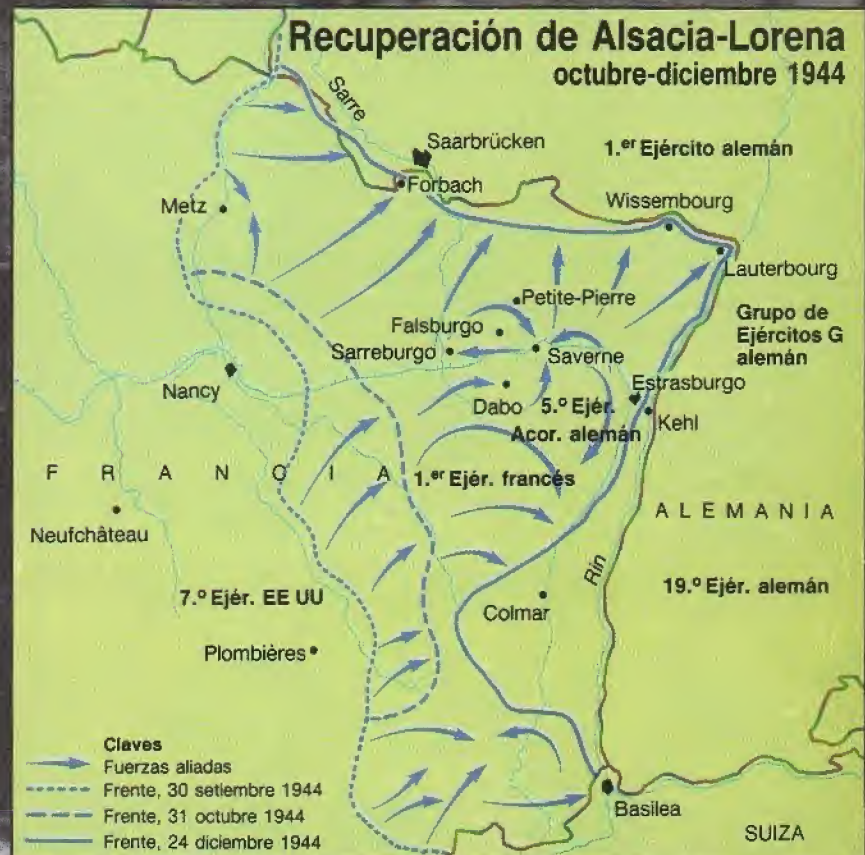 Recuperación de Alsacia-Lorena
octubre-diciembre 1944
Sarre
Saarbrücken
1.er Ejército alemán
Forbach
Wissembourg
Metz
Lauterbourg
Petite-Pierre
Grupo de
Ejércitos G
alemán
Falsburgo
Sarreburgo
Saverne
Nancy
Estrasburgo
Dabo
5.º Ejér.
Acor. alemán
Kehl
FRANCIA
1.er Ejér. francés
ALEMANIA
Neufchâteau
Rin
7.º Ejér. EE UU
19.º Ejér. alemán
Colmar
Plombières
Claves
Fuerzas aliadas
Frente, 30 setiembre 1944
Frente, 31 octubre 1944
Frente, 24 diciembre 1944
Basilea
SUIZA